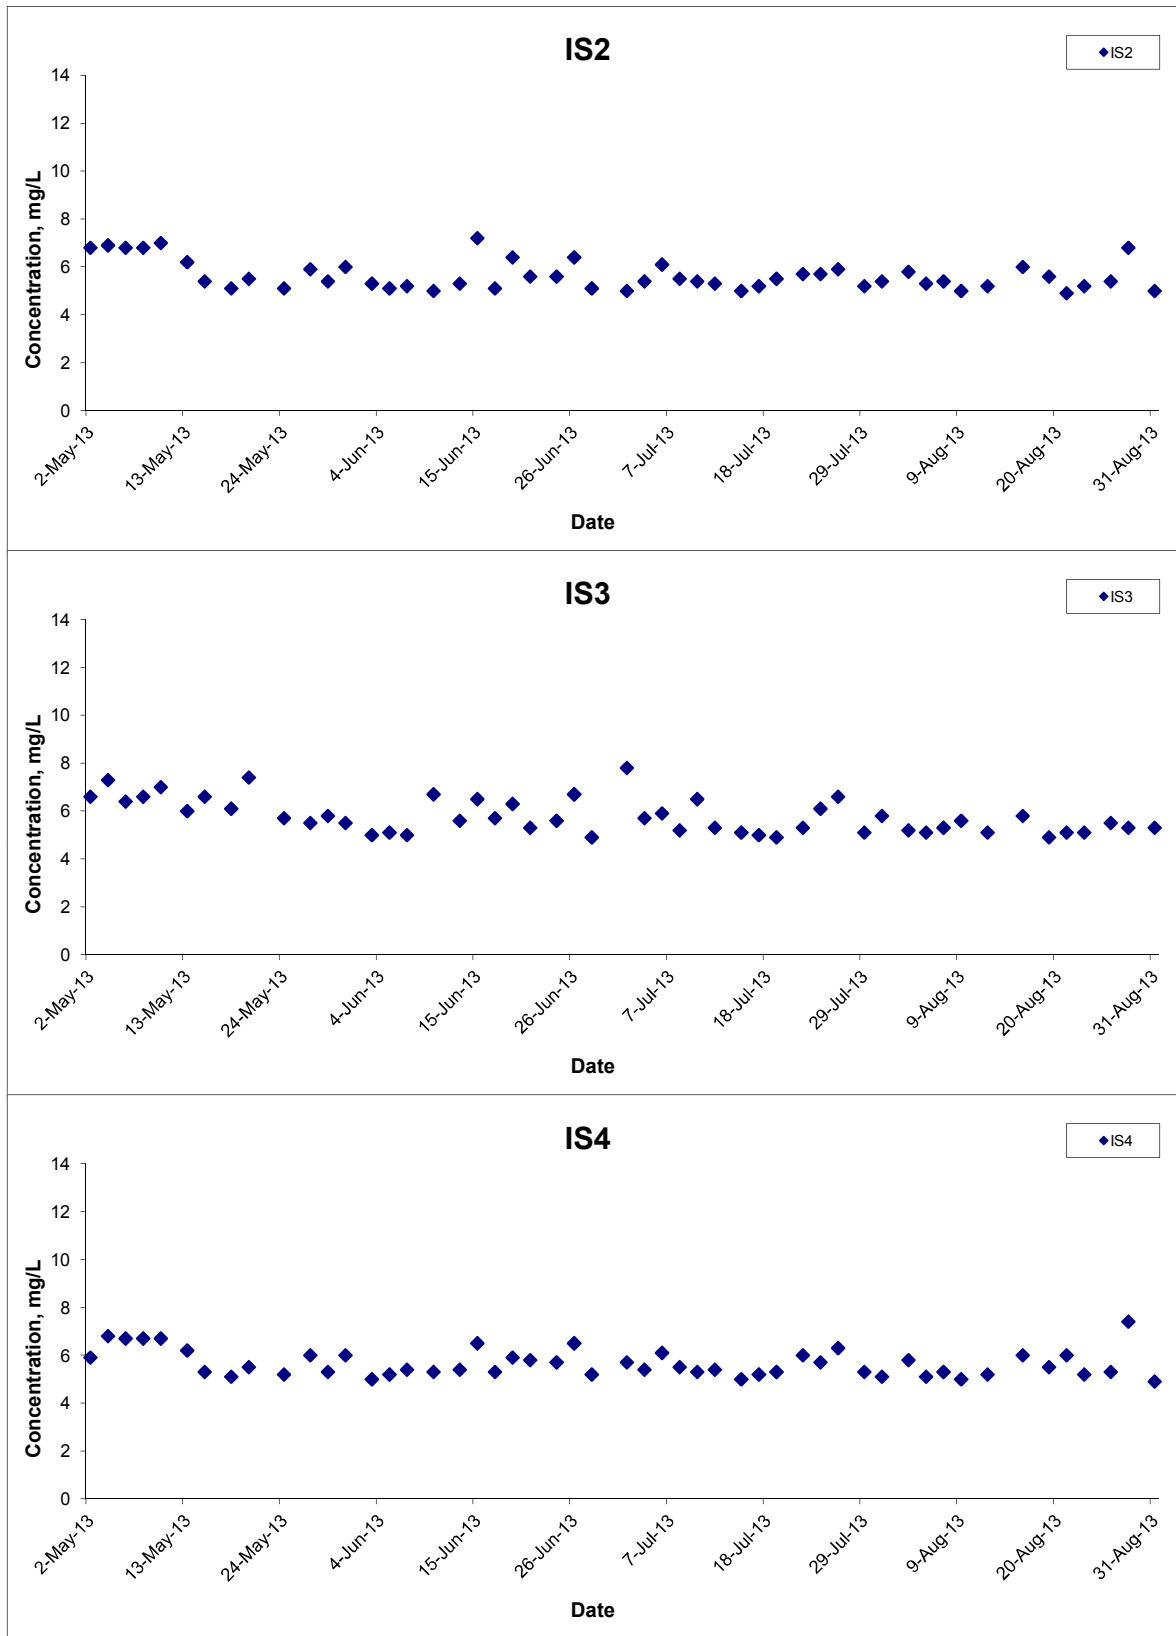 IS2
IS2
Concentration, mg/L
14
12
10
8
6
4
2
0
2-May-13
13-May-13
24-May-13
4-Jun-13
15-Jun-13
26-Jun-13
7-Jul-13
18-Jul-13
29-Jul-13
9-Aug-13
20-Aug-13
31-Aug-13
Date
IS3
IS3
Concentration, mg/L
14
12
10
8
6
4
2
0
2-May-13
13-May-13
24-May-13
4-Jun-13
15-Jun-13
26-Jun-13
7-Jul-13
18-Jul-13
29-Jul-13
9-Aug-13
20-Aug-13
31-Aug-13
Date
IS4
IS4
Concentration, mg/L
14
12
10
8
6
4
2
0
2-May-13
13-May-13
24-May-13
4-Jun-13
15-Jun-13
26-Jun-13
7-Jul-13
18-Jul-13
29-Jul-13
9-Aug-13
20-Aug-13
31-Aug-13
Date